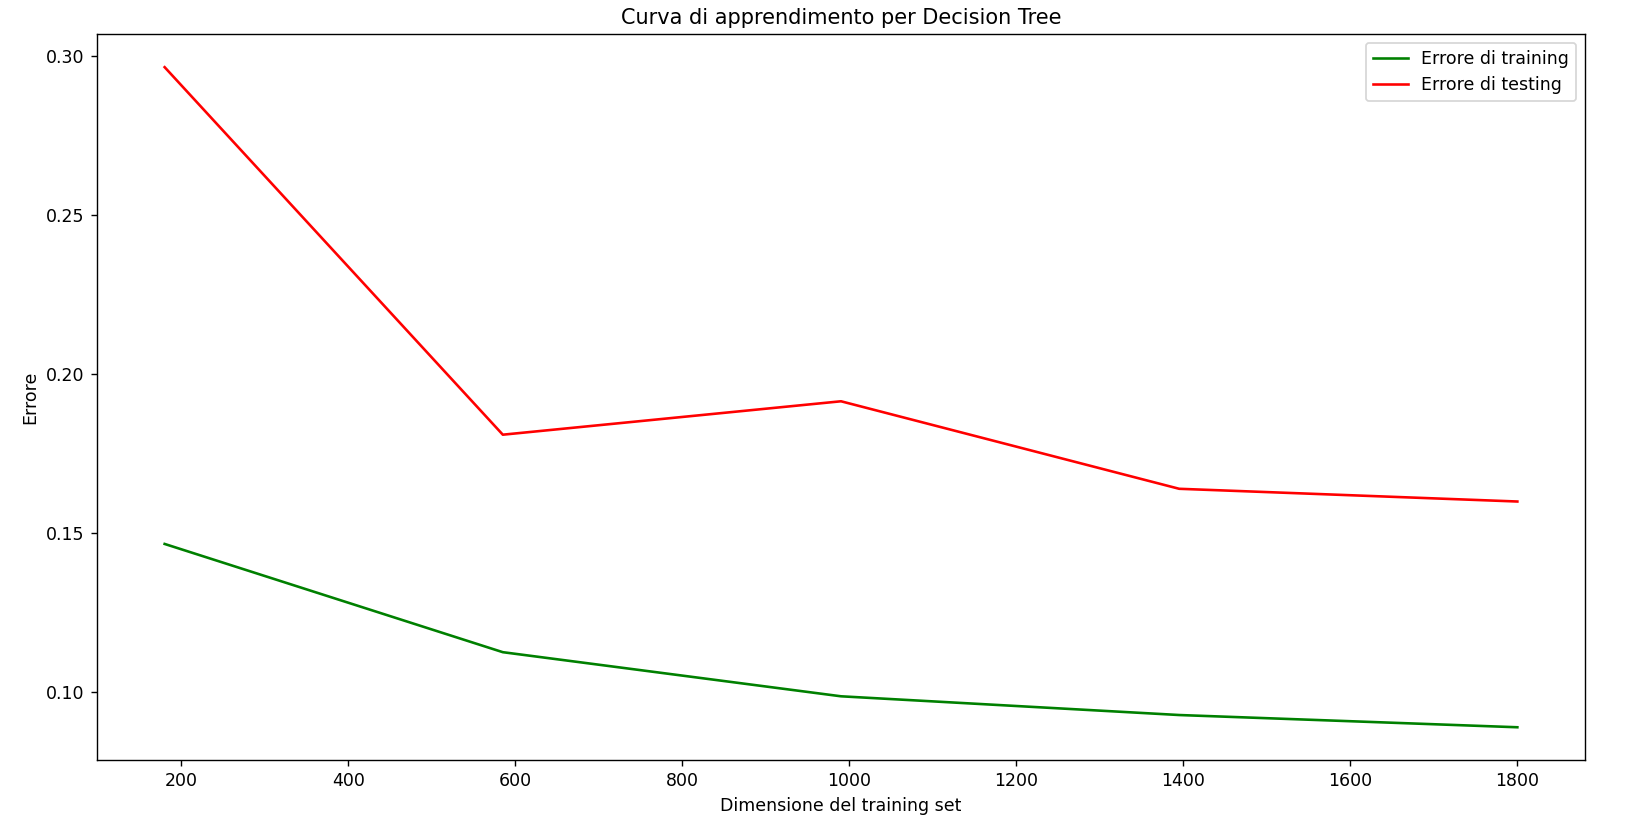 Curva di apprendimento per Decision Tree
Errore di training
Errore di testing
0.30
0.25
0.20
0.15
0.10
Errore
200 400 600 800 1000 1200 1400 1600 1800
Dimensione del training set